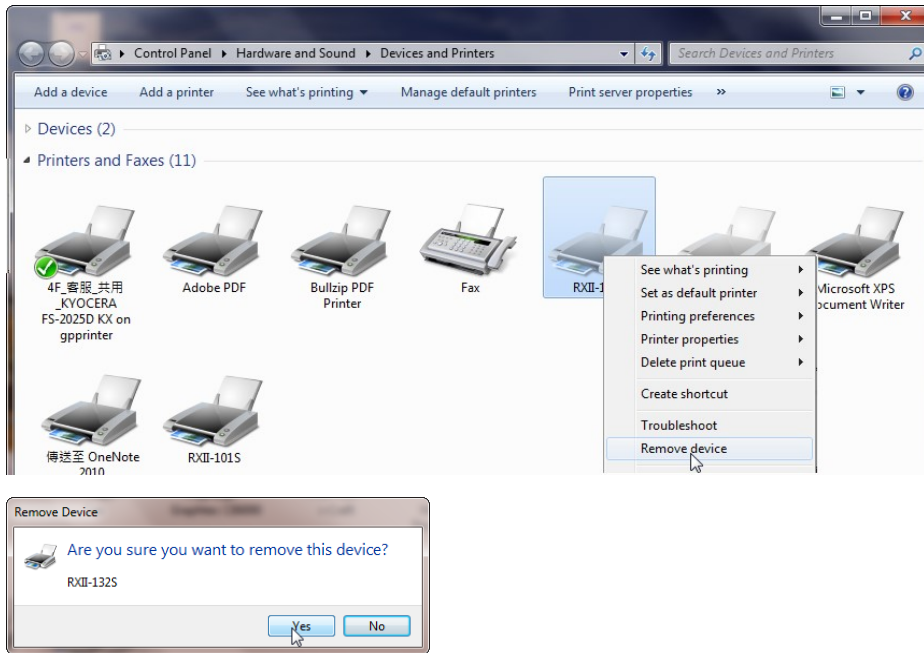 Control Panel Hardware and Sound Devices and Printers
Search Devices and Printers
Add a device Add a printer See what's printing Manage default printers Print server properties »
Devices (2)
Printers and Faxes (11)
4F_客服_共用
_KYOCERA
FS-2025D KX on
gpprinter
Adobe PDF
Bullzip PDF
Printer
Fax
RXII-1
Microsoft XPS
ocument Writer
See what's printing
Set as default printer
Printing preferences
Printer properties
Delete print queue
Create shortcut
Troubleshoot
Remove device
傳送至 OneNote
2010
RXII-101S
Remove Device
Are you sure you want to remove this device?
RXII-132S
Yes
No